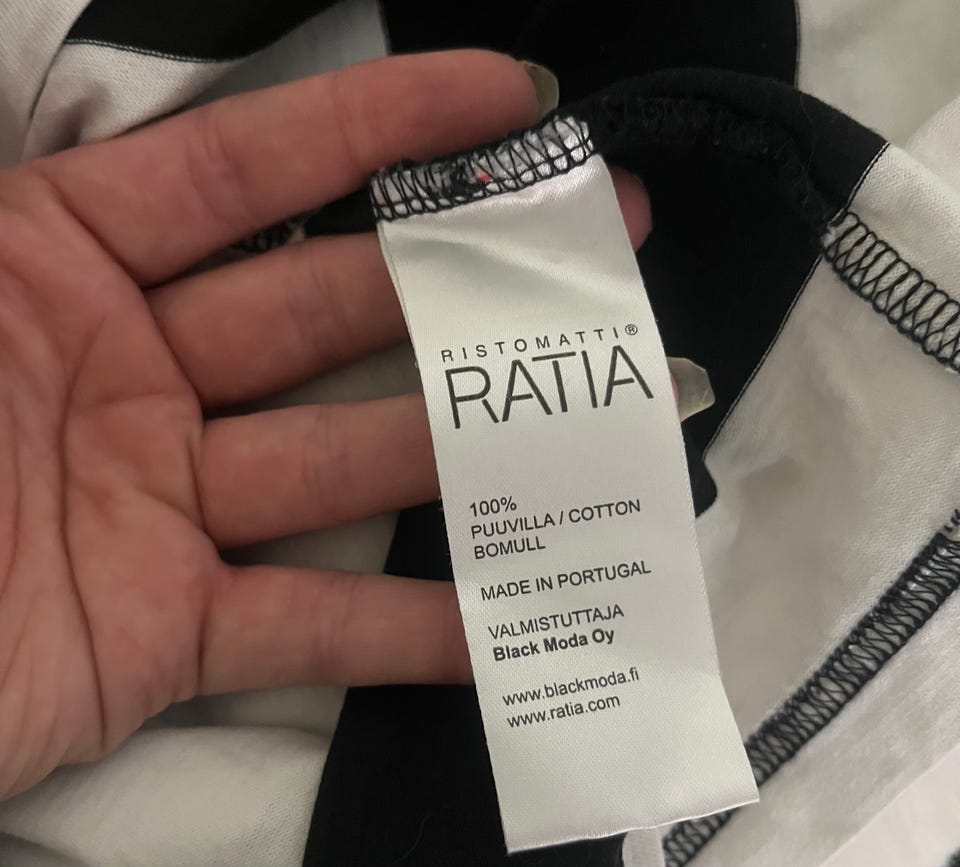 RISTOMATTI®
RATIA
100%
PUUVILLA / COTTON
BOMULL
MADE IN PORTUGAL
VALMISTUTTAJA
Black Moda Oy
www.blackmoda.fi
www.ratia.com